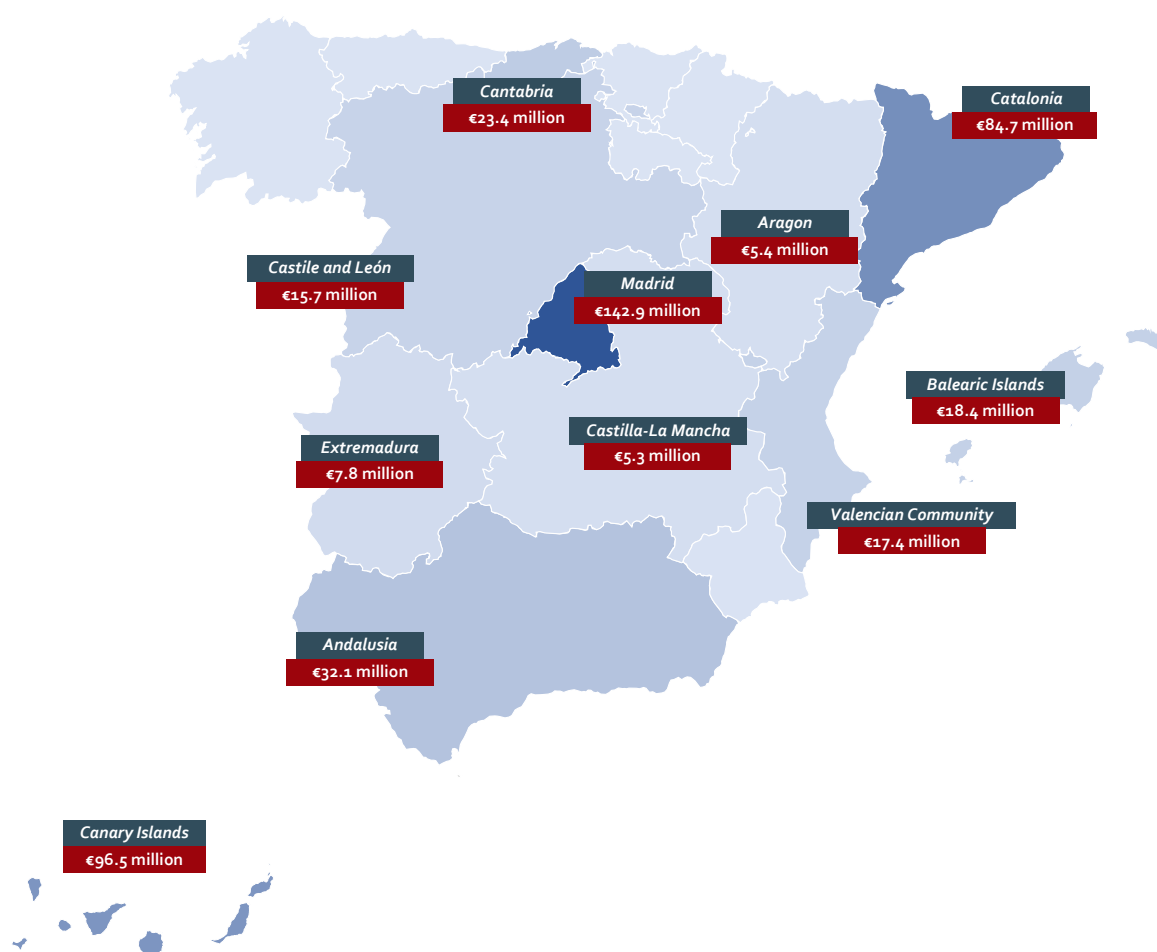 Cantabria
€23.4 million
Catalonia
€84.7 million
Aragon
€5.4 million
Castile and León
€15.7 million
Madrid
€142.9 million
Balearic Islands
€18.4 million
Castilla-La Mancha
€5.3 million
Extremadura
€7.8 million
Valencian Community
€17.4 million
Andalusia
€32.1 million
Canary Islands
€96.5 million